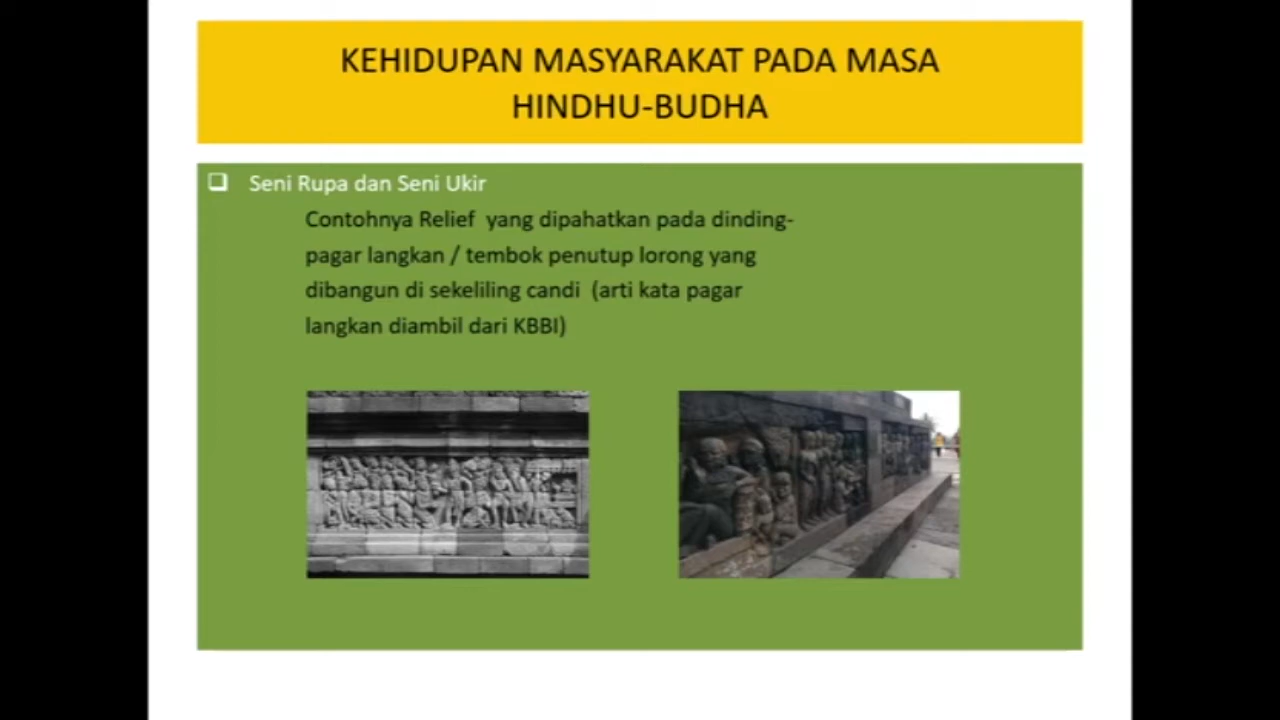 KEHIDUPAN MASYARAKAT PADA MASA
HINDHU-BUDHA
Seni Rupa dan Seni Ukir
Contohnya Relief yang dipahatkan pada dinding-
pagar langkan / tembok penutup lorong yang
dibangun di sekeliling candi (arti kata pagar
langkan diambil dari KBBI)